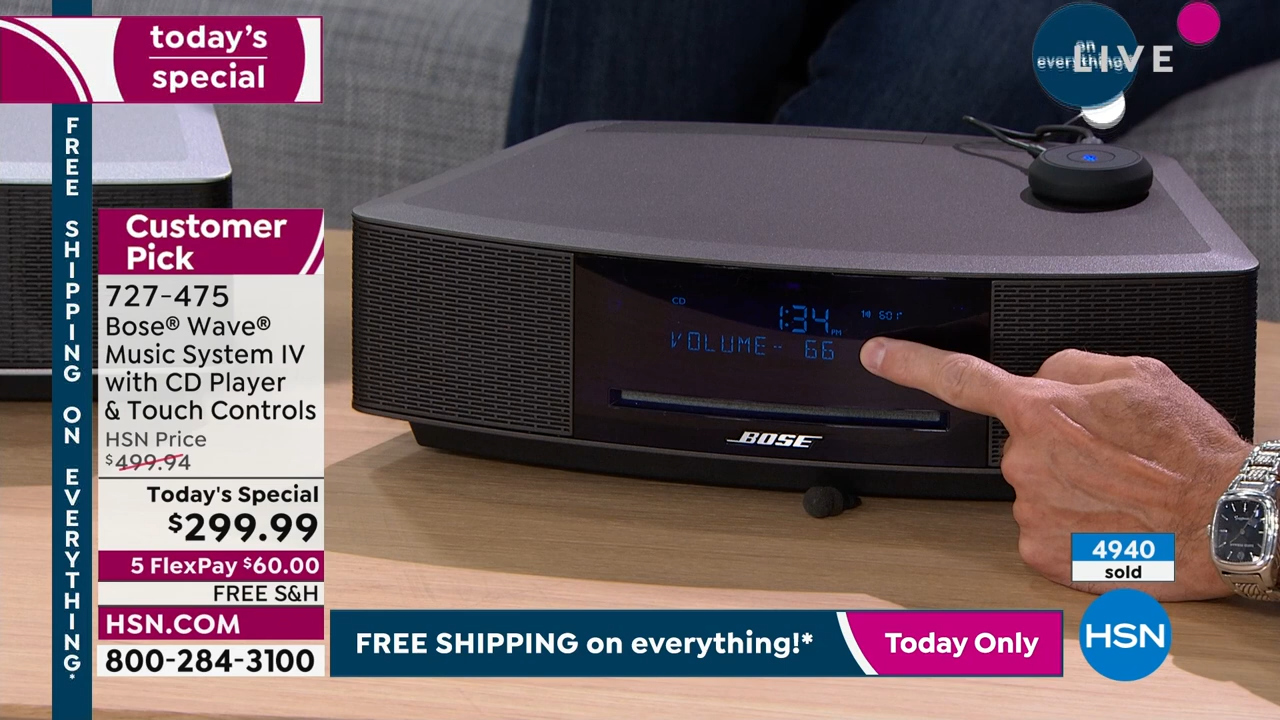 today's
special
LIVE
on
everything
FREE SHIPPING ON EVERYTHING*
Customer
Pick
727-475
Bose® Wave®
Music System IV
with CD Player
& Touch Controls
HSN Price
$499.94
Today's Special
$299.99
5 FlexPay $60.00
FREE S&H
HSN.COM
800-284-3100
CD
1:34 PM
VOLUME- 66
BOSE
4940
sold
FREE SHIPPING on everything!*
Today Only
HSN